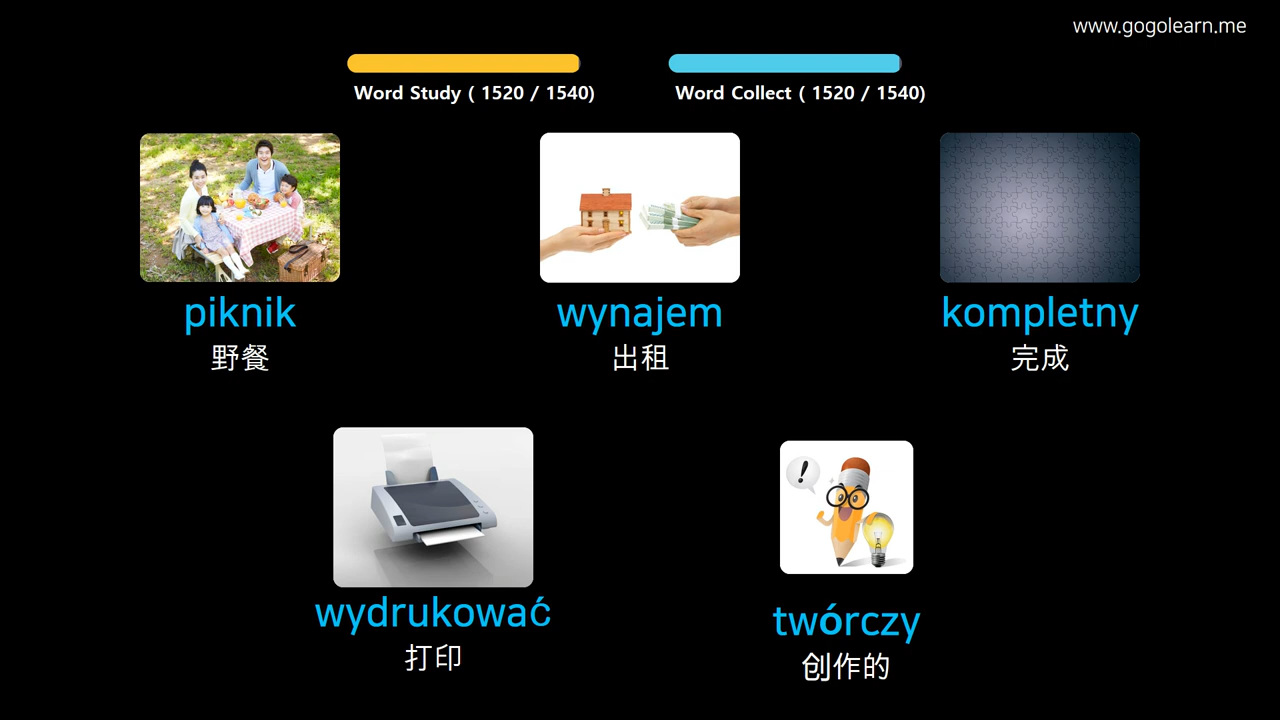 www.gogolearn.me
Word Study ( 1520 / 1540)
Word Collect ( 1520 / 1540)
piknik
野餐
wynajem
出租
kompletny
完成
wydrukować
打印
twórczy
创作的